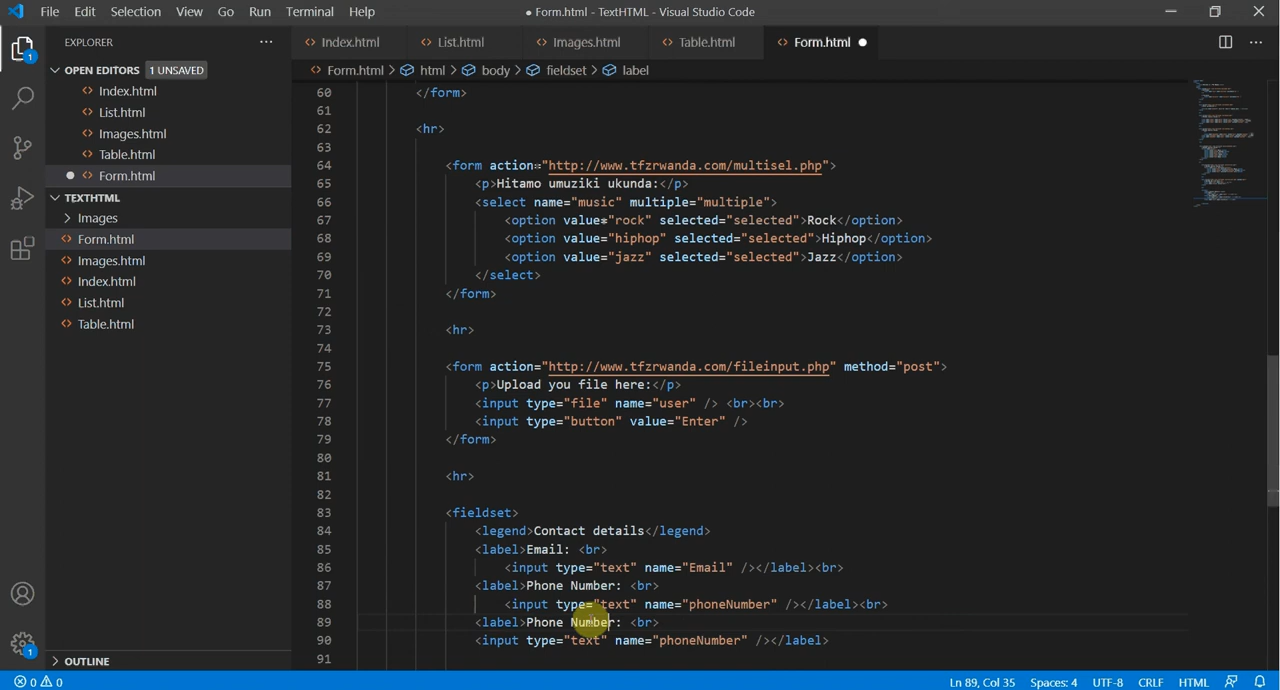 File Edit Selection View Go Run Terminal Help ● Form.html - TextHTML - Visual Studio Code
EXPLORER
Index.html List.html Images.html Table.html Form.html
OPEN EDITORS 1 UNSAVED
Form.html > html > body > fieldset > label
Index.html
List.html
Images.html
Table.html
Form.html
TEXTHTML
Images
Form.html
Images.html
Index.html
List.html
Table.html
OUTLINE
60 </form>
61
62 <hr>
63
64 <form action="http://www.tfzrwanda.com/multisel.php">
65 <p>Hitamo umuziki ukunda:</p>
66 <select name="music" multiple="multiple">
67 <option value="rock" selected="selected">Rock</option>
68 <option value="hiphop" selected="selected">Hiphop</option>
69 <option value="jazz" selected="selected">Jazz</option>
70 </select>
71 </form>
72
73 <hr>
74
75 <form action="http://www.tfzrwanda.com/fileinput.php" method="post">
76 <p>Upload you file here:</p>
77 <input type="file" name="user" /> <br><br>
78 <input type="button" value="Enter" />
79 </form>
80
81 <hr>
82
83 <fieldset>
84 <legend>Contact details</legend>
85 <label>Email: <br>
86 <input type="text" name="Email" /></label><br>
87 <label>Phone Number: <br>
88 <input type="text" name="phoneNumber" /></label><br>
89 <label>Phone Number: <br>
90 <input type="text" name="phoneNumber" /></label>
91
1
1
0 0 Ln 89, Col 35 Spaces: 4 UTF-8 CRLF HTML